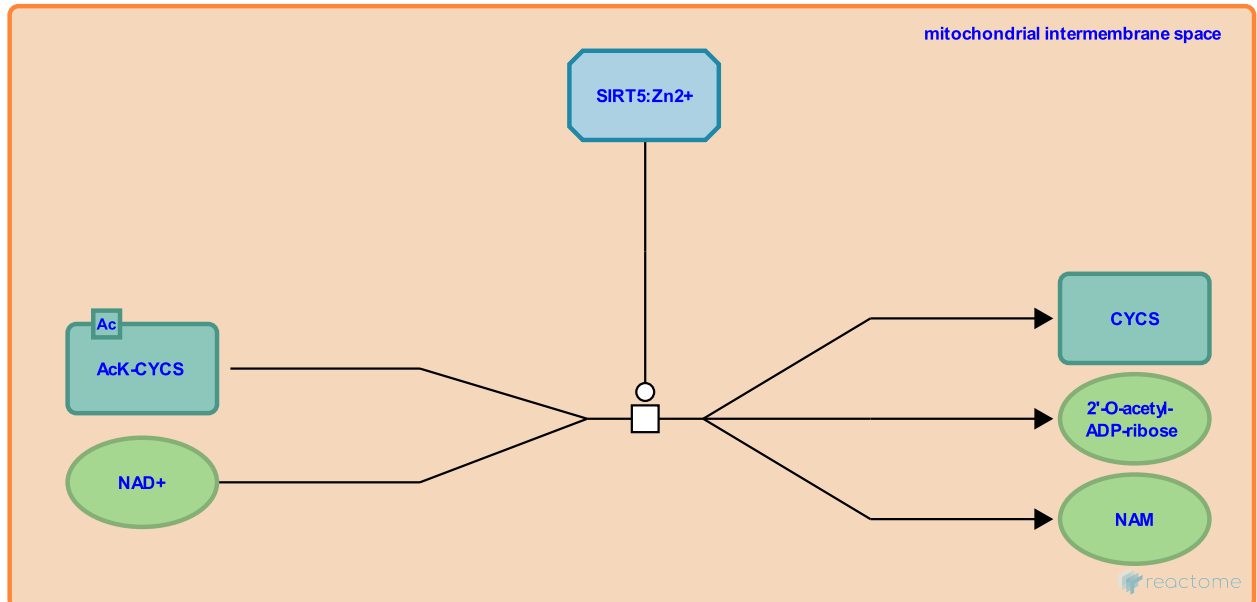 mitochondrial intermembrane space
SIRT5:Zn2+
Ac
AcK-CYCS
NAD+
CYCS
2'-O-acetyl-
ADP-ribose
NAM
reactome